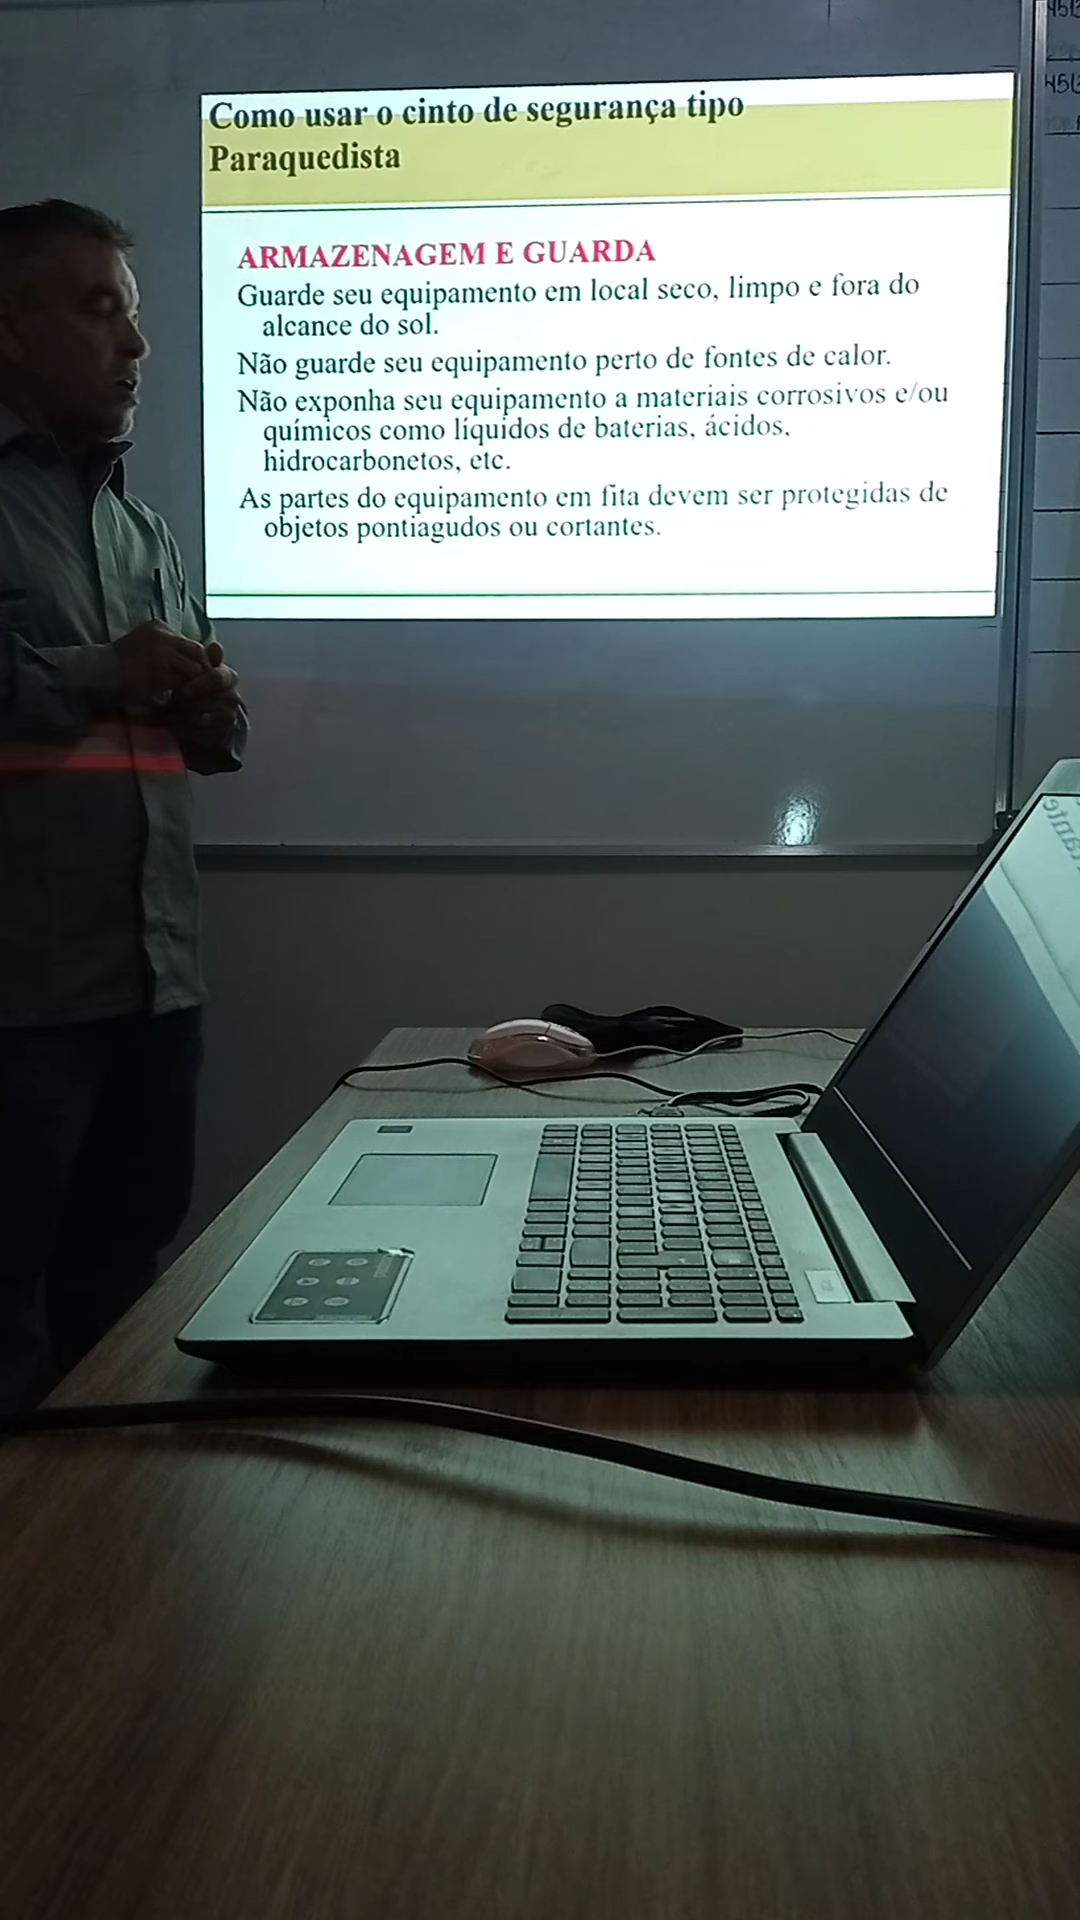 Como usar o cinto de segurança tipo
Paraquedista
ARMAZENAGEM E GUARDA
Guarde seu equipamento em local seco, limpo e fora do
alcance do sol.
Não guarde seu equipamento perto de fontes de calor.
Não exponha seu equipamento a materiais corrosivos e/ou
químicos como líquidos de baterias, ácidos,
hidrocarbonetos, etc.
As partes do equipamento em fita devem ser protegidas de
objetos pontiagudos ou cortantes.